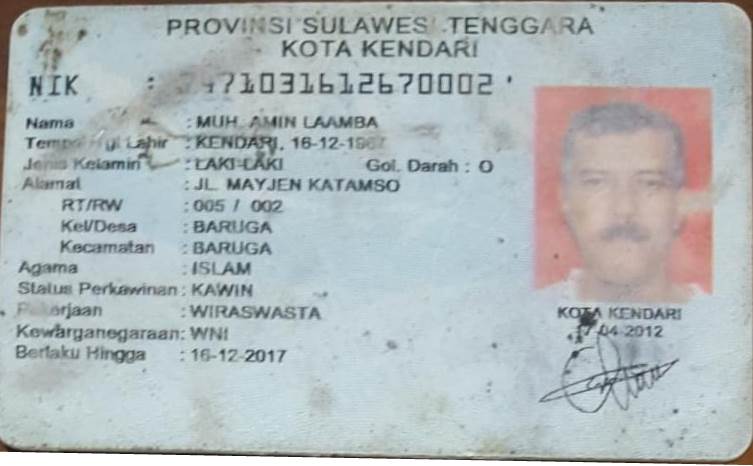 PROVINSI SULAWESI TENGGARA
KOTA KENDARI
NIK : 7471031612670002
Nama : MUH. AMIN LAAMBA
Tempat/Tgl Lahir : KENDARI, 16-12-1967
Jenis Kelamin : LAKI-LAKI Gol. Darah : O
Alamat : JL. MAYJEN KATAMSO
RT/RW : 005 / 002
Kel/Desa : BARUGA
Kecamatan : BARUGA
Agama : ISLAM
Status Perkawinan : KAWIN
Pekerjaan : WIRASWASTA
Kewarganegaraan: WNI
Berlaku Hingga : 16-12-2017
KOTA KENDARI
-04-2012